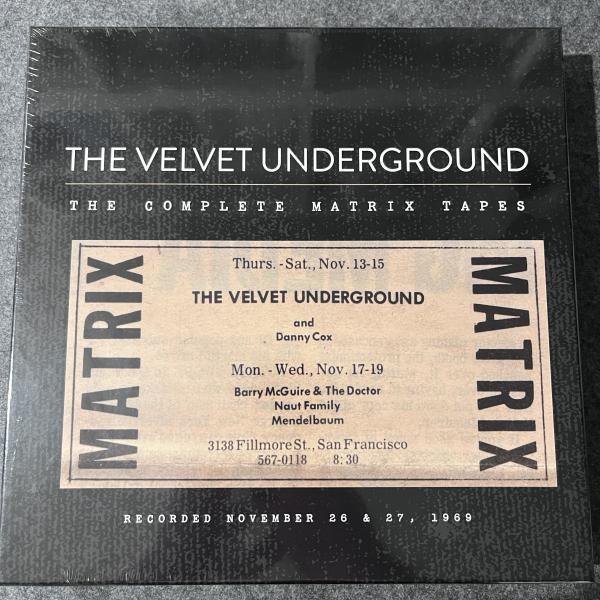 THE VELVET UNDERGROUND
THE COMPLETE MATRIX TAPES
MATRIX
Thurs.-Sat., Nov. 13-15
THE VELVET UNDERGROUND
and
Danny Cox
Mon.-Wed., Nov. 17-19
Barry McGuire & The Doctor
Naut Family
Mendelbaum
3138 Fillmore St., San Francisco
567-0118 8:30
MATRIX
RECORDED NOVEMBER 26 & 27, 1969